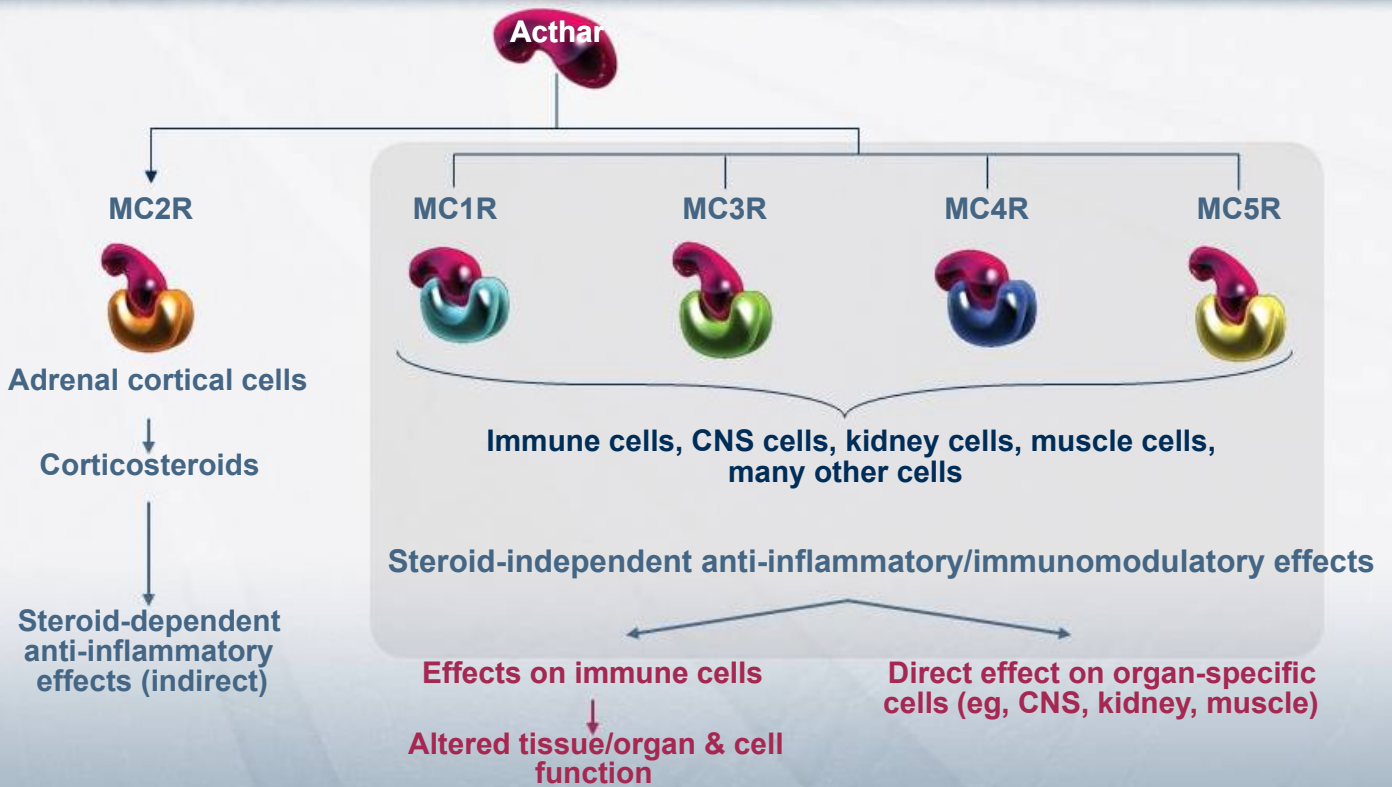 Acthar
MC2R
MC1R
MC3R
MC4R
MC5R
Adrenal cortical cells
Corticosteroids
Steroid-dependent
anti-inflammatory
effects (indirect)
Immune cells, CNS cells, kidney cells, muscle cells,
many other cells
Steroid-independent anti-inflammatory/immunomodulatory effects
Effects on immune cells
Altered tissue/organ & cell
function
Direct effect on organ-specific
cells (eg, CNS, kidney, muscle)